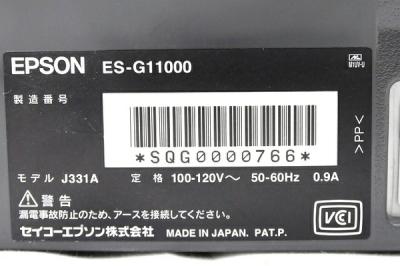 EPSON ES-G11000
M1UV-U
製造番号
*SQG0000766*
>PP<
モデル J331A 定格 100-120V～ 50-60Hz 0.9A
⚠警告
漏電事故防止のため、アースを接続してください。
セイコーエプソン株式会社 MADE IN JAPAN. PAT.P.
VCI